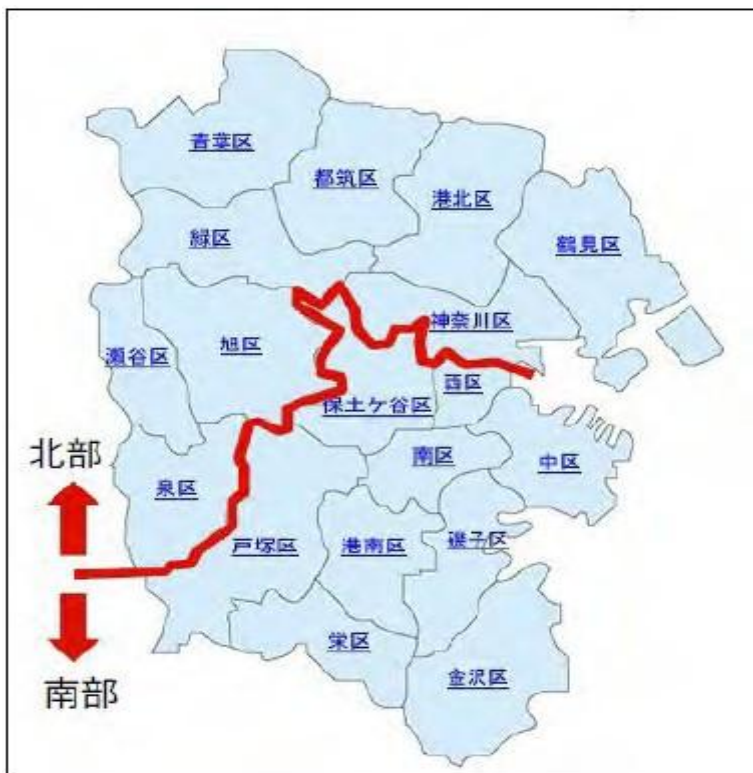 青葉区
都筑区
港北区
緑区
鶴見区
神奈川区
旭区
瀬谷区
西区
保土ケ谷区
南区
中区
北部
泉区
戸塚区
港南区
磯子区
栄区
金沢区
南部